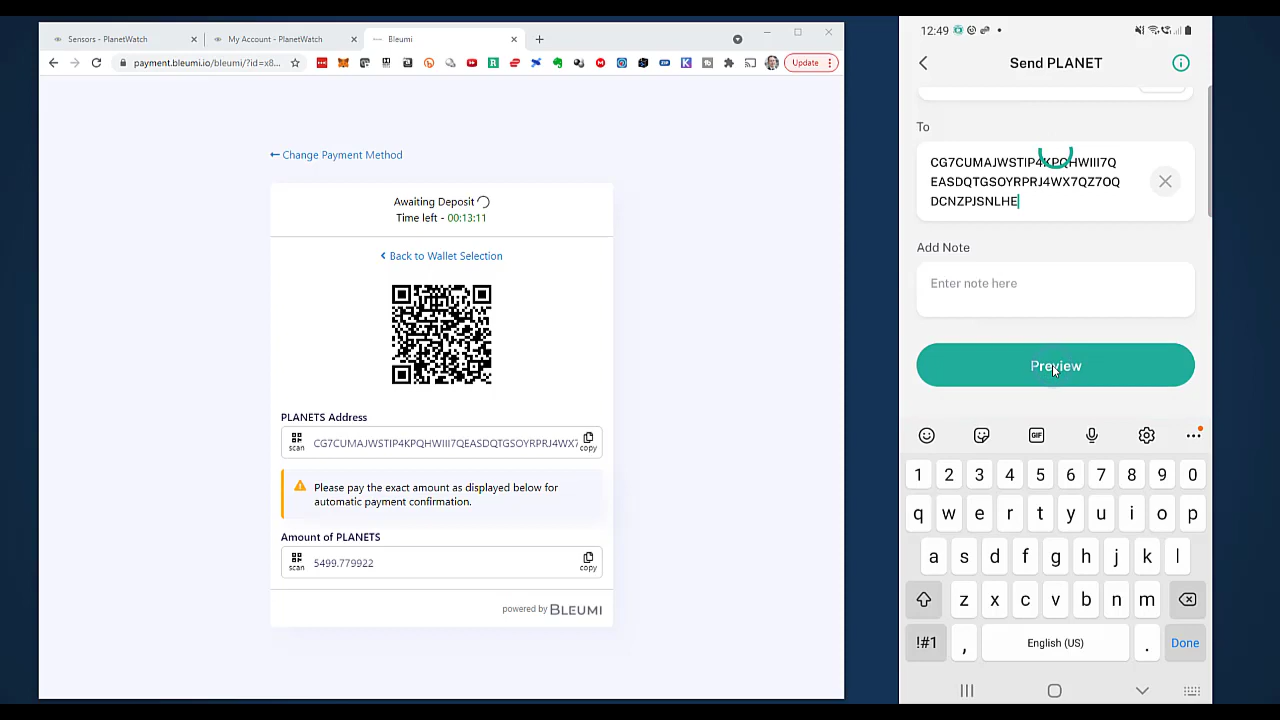 Sensors - PlanetWatch
My Account - PlanetWatch
Bleumi
payment.bleumi.io/bleumi/?id=x8...
Update
← Change Payment Method
Awaiting Deposit
Time left - 00:13:11
Back to Wallet Selection
PLANETS Address
scan
CG7CUMAJWSTIP4KPQHWIII7QEASDQTGSOYRPRJ4WX7
copy
Please pay the exact amount as displayed below for
automatic payment confirmation.
Amount of PLANETS
scan
5499.779922
copy
powered by BLEUMI
12:49
Send PLANET
To
CG7CUMAJWSTIP4KPQHWIII7Q
EASDQTGSOYRPRJ4WX7QZ7OQ
DCNZPJSNLHE
Add Note
Enter note here
Preview
GIF
1 2 3 4 5 6 7 8 9 0
q w e r t y u i o p
a s d f g h j k l
z x c v b n m
!#1 , English (US) . Done